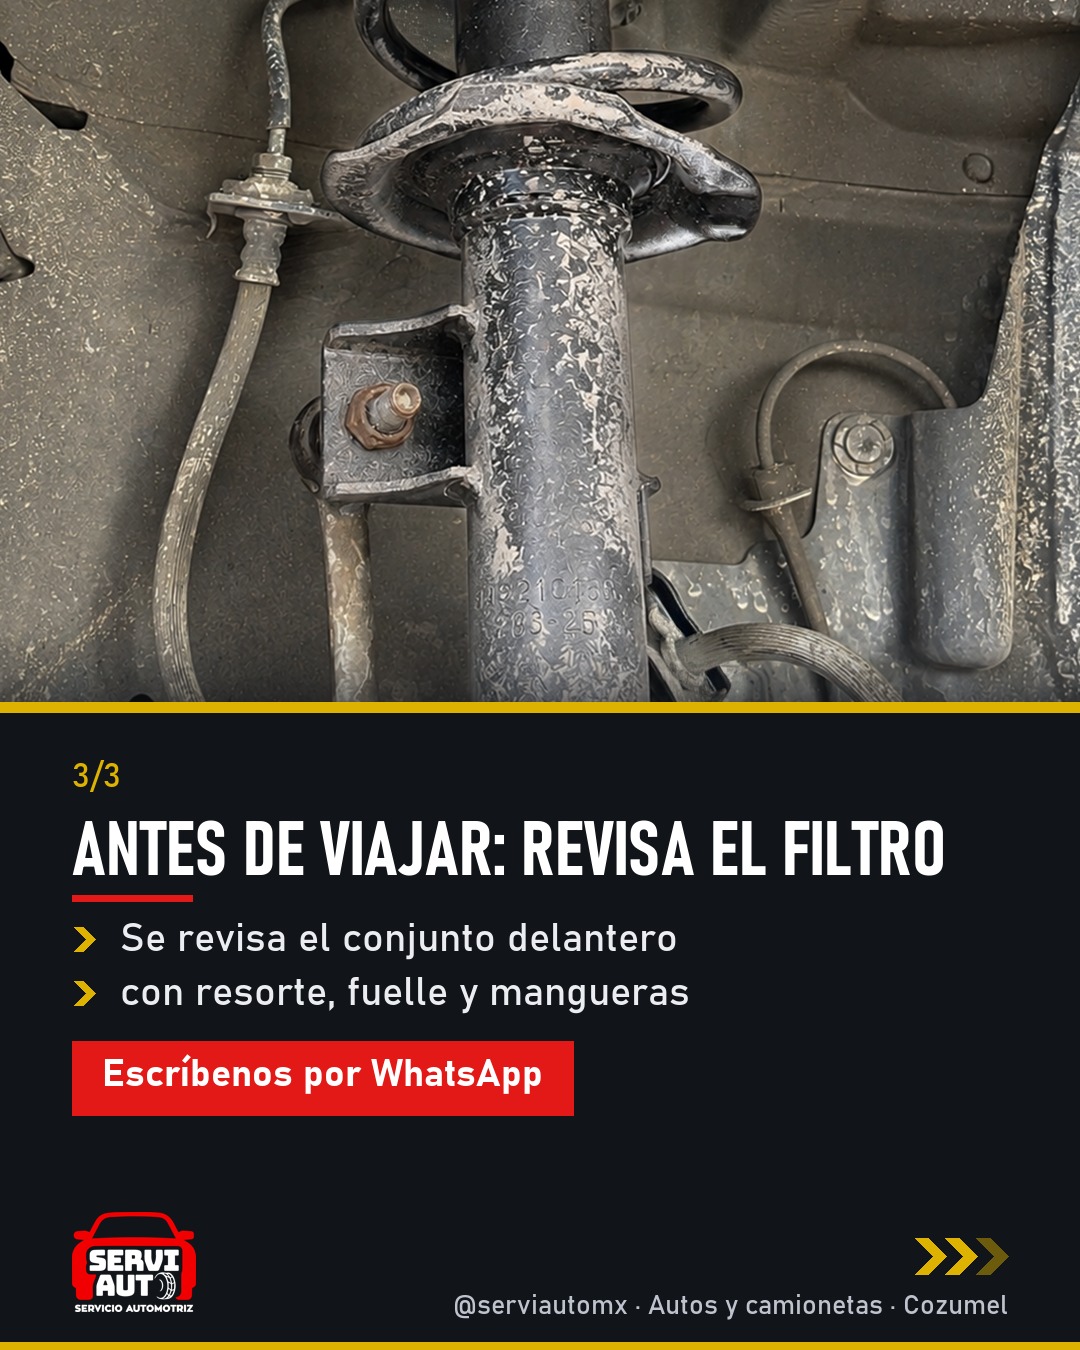 3/3
ANTES DE VIAJAR: REVISA EL FILTRO
Se revisa el conjunto delantero
con resorte, fuelle y mangueras
Escríbenos por WhatsApp
SERVI
AUTO
SERVICIO AUTOMOTRIZ
@serviautomx · Autos y camionetas · Cozumel